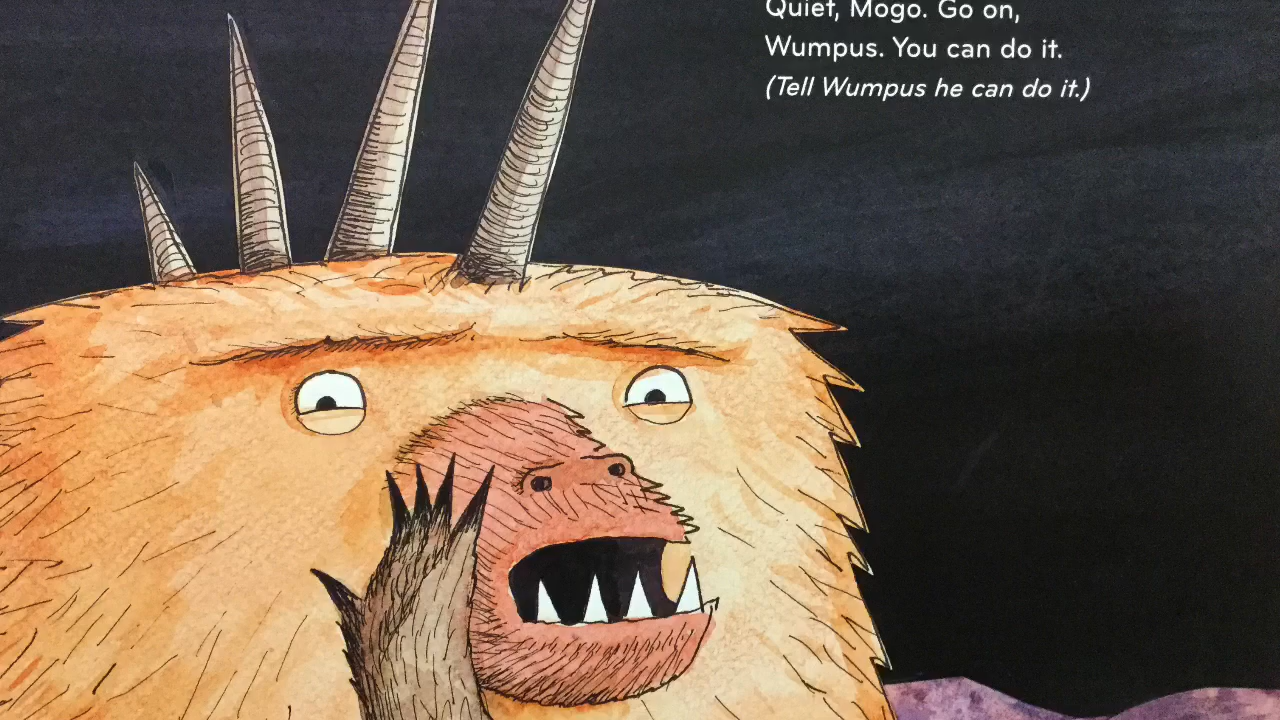 Quiet, Mogo. Go on,
Wumpus. You can do it.
(Tell Wumpus he can do it.)